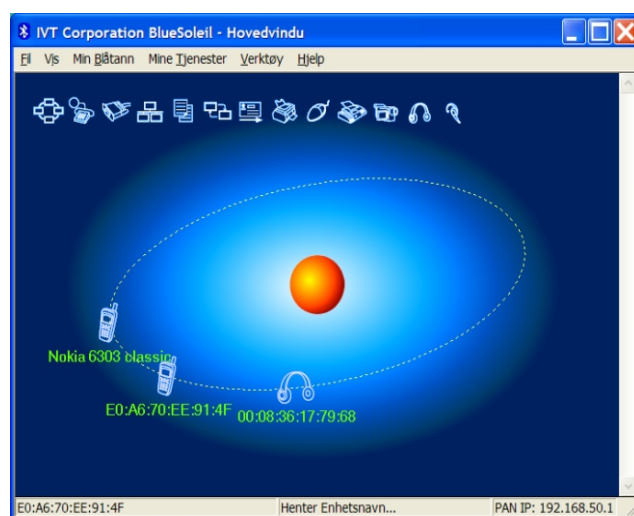 IVT Corporation BlueSoleil - Hovedvindu
Fil Vis Min Blåtann Mine Tjenester Verktøy Hjelp
Nokia 6303 classic
E0:A6:70:EE:91:4F
00:08:36:17:79:68
E0:A6:70:EE:91:4F Henter Enhetsnavn... PAN IP: 192.168.50.1